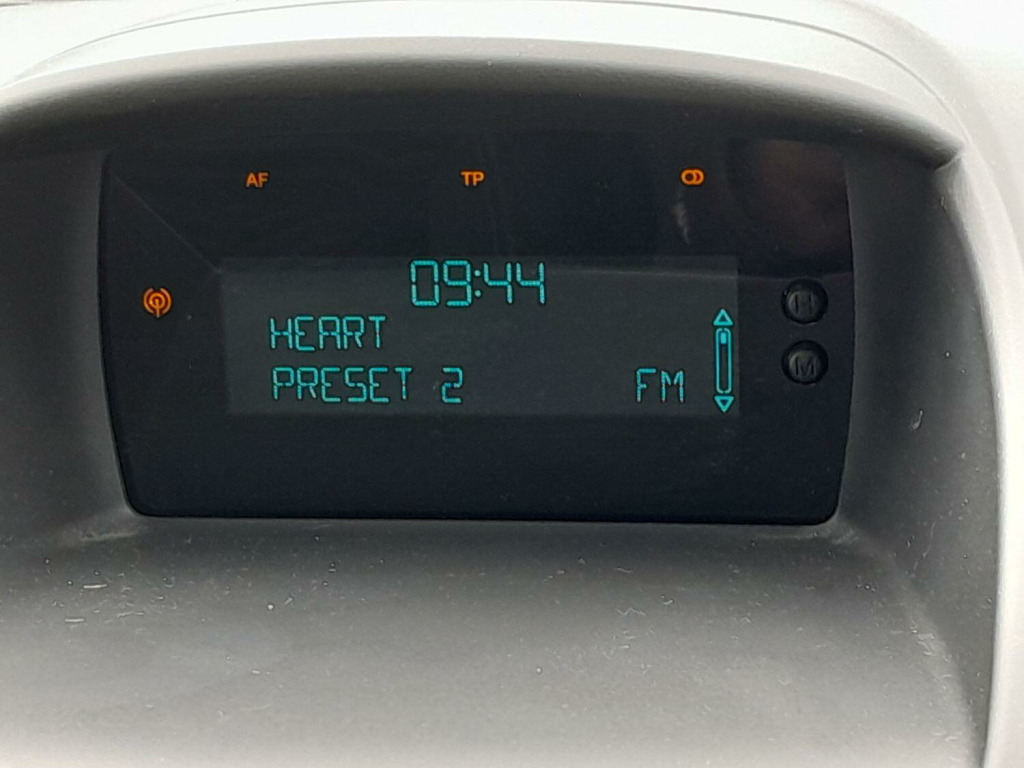 AF TP
09:44
H
HEART
M
PRESET 2 FM